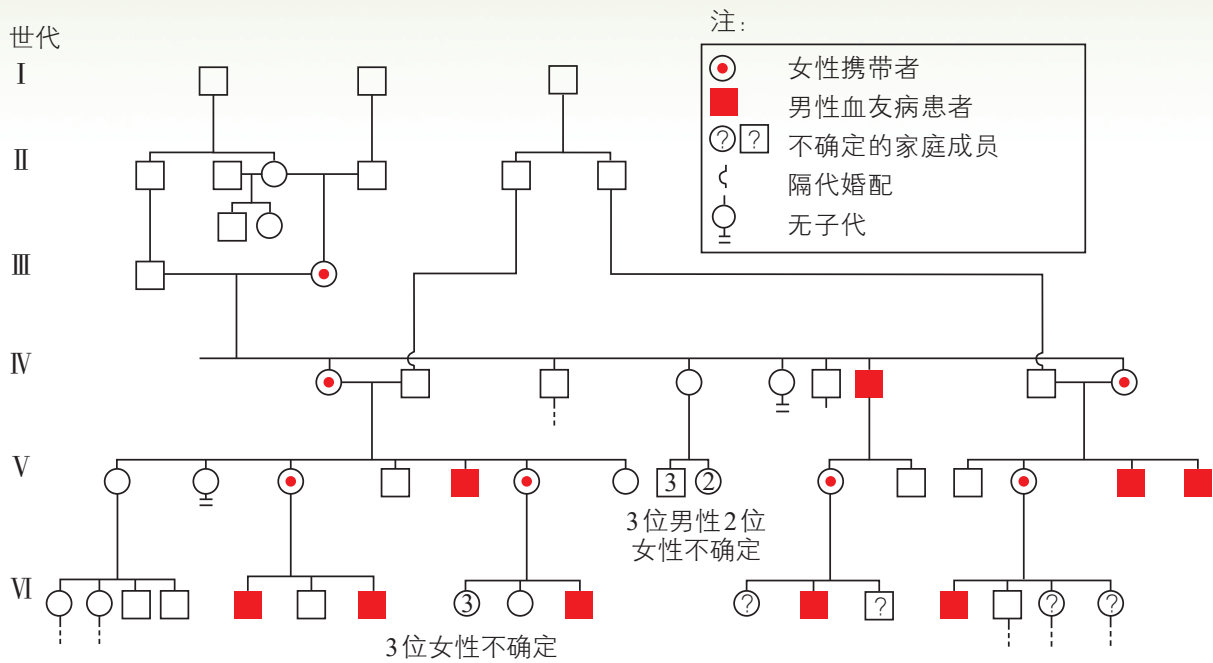 注：
世代
女性携带者
男性血友病患者
? ? 不确定的家庭成员
隔代婚配
无子代
Ⅰ
Ⅱ
Ⅲ
Ⅳ
Ⅴ
3 2
3位男性2位
女性不确定
Ⅵ
3 ? ? ? ?
3位女性不确定